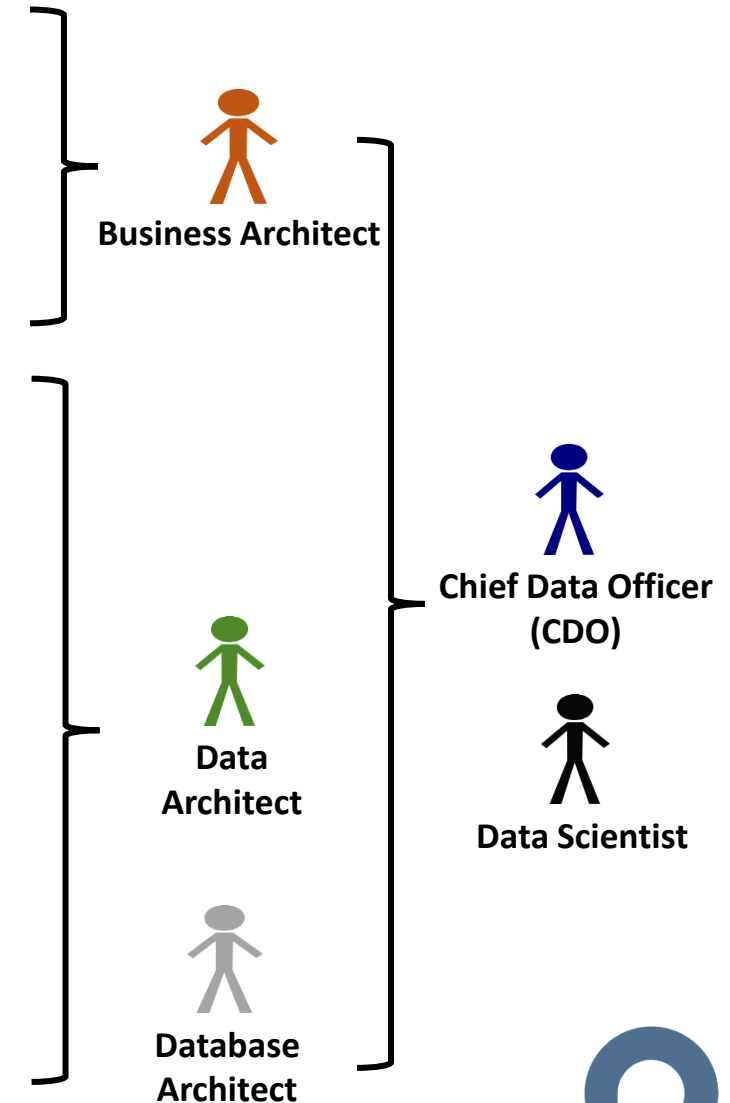 Business Architect
Chief Data Officer
(CDO)
Data
Architect
Data Scientist
Database
Architect